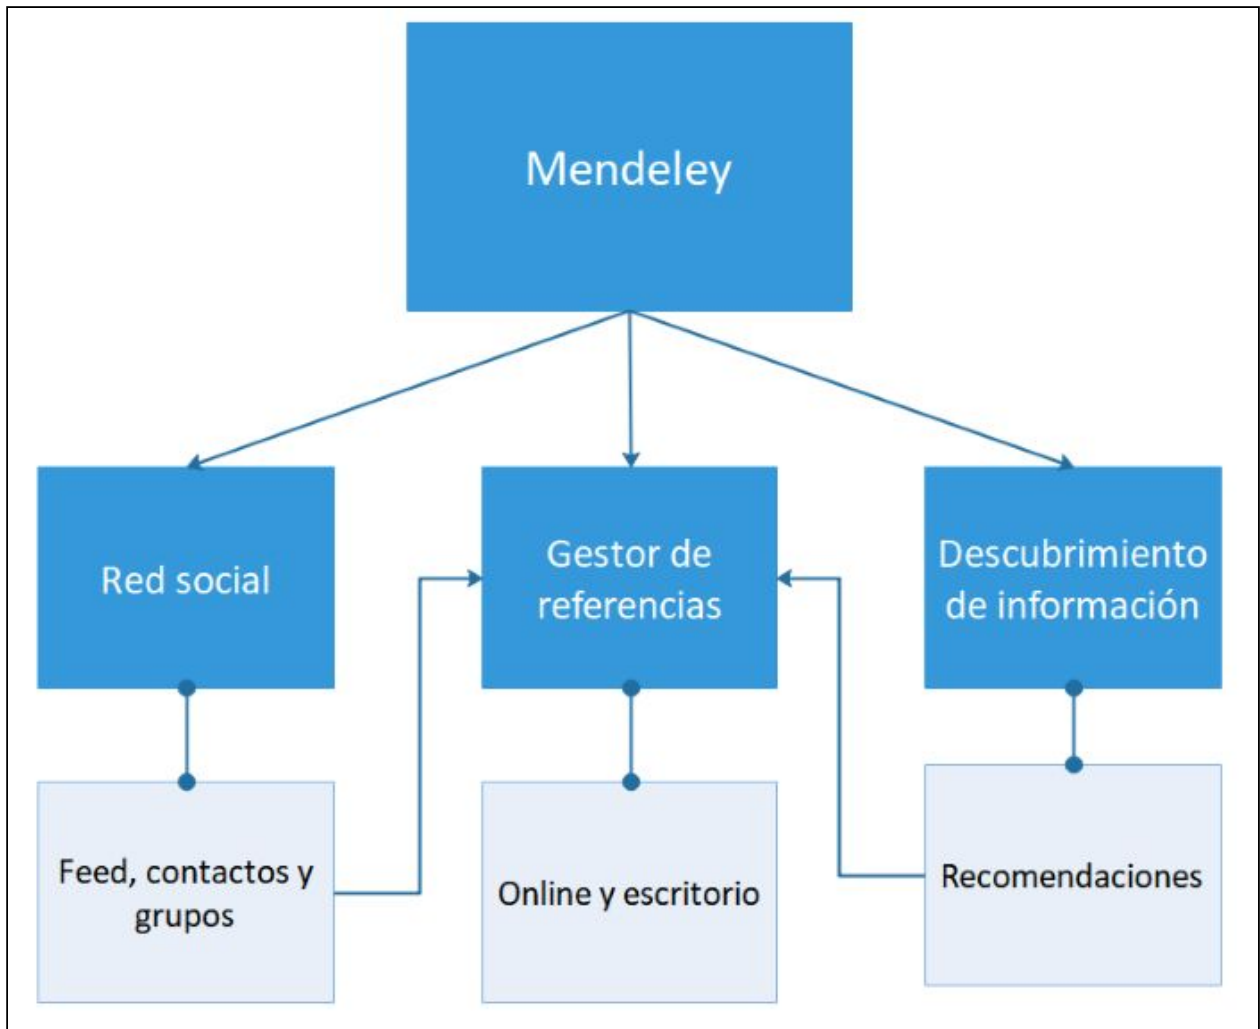 Mendeley
Red social
Gestor de
referencias
Descubrimiento
de información
Feed, contactos y
grupos
Online y escritorio
Recomendaciones